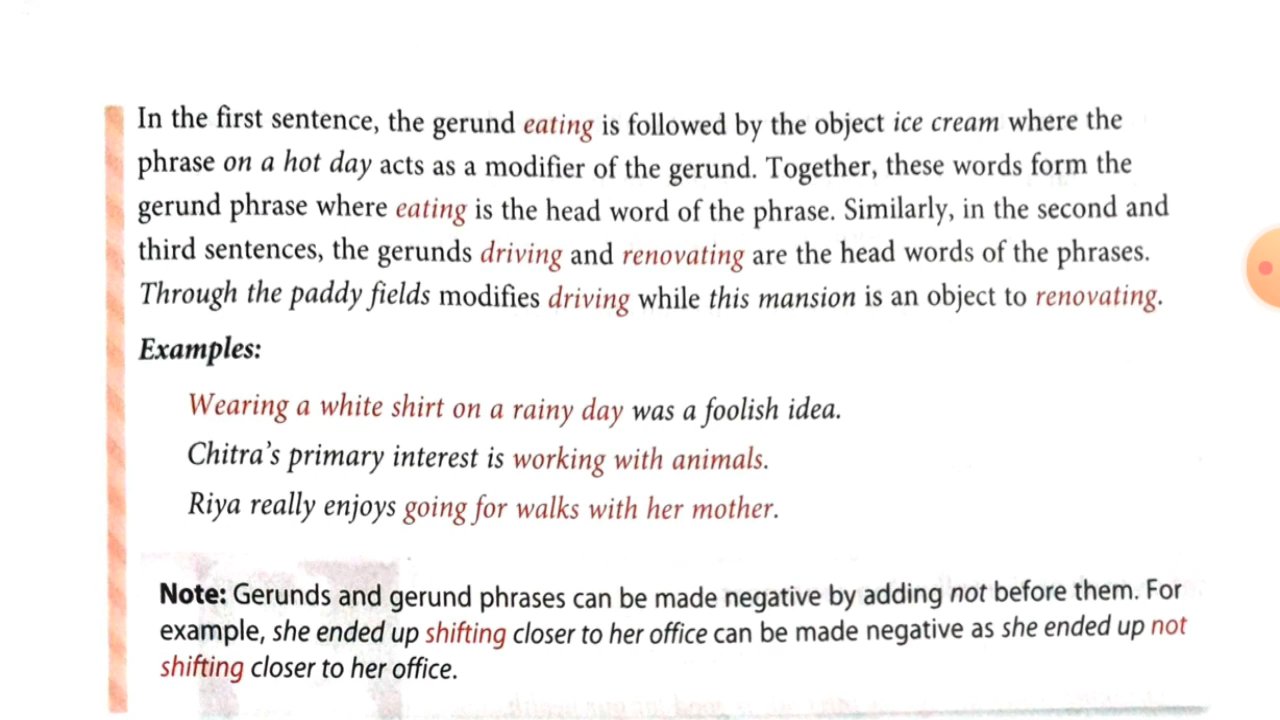 In the first sentence, the gerund eating is followed by the object ice cream where the
phrase on a hot day acts as a modifier of the gerund. Together, these words form the
gerund phrase where eating is the head word of the phrase. Similarly, in the second and
third sentences, the gerunds driving and renovating are the head words of the phrases.
Through the paddy fields modifies driving while this mansion is an object to renovating.
Examples:
Wearing a white shirt on a rainy day was a foolish idea.
Chitra's primary interest is working with animals.
Riya really enjoys going for walks with her mother.
Note: Gerunds and gerund phrases can be made negative by adding not before them. For
example, she ended up shifting closer to her office can be made negative as she ended up not
shifting closer to her office.